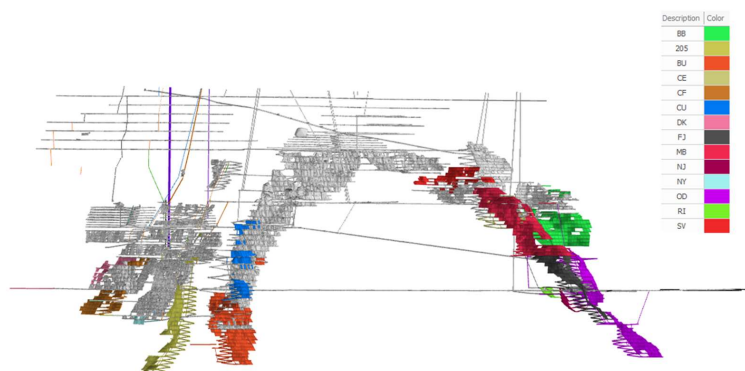 Description Color
BB
205
BU
CE
CF
CU
DK
FJ
MB
NJ
NY
OD
RI
SV